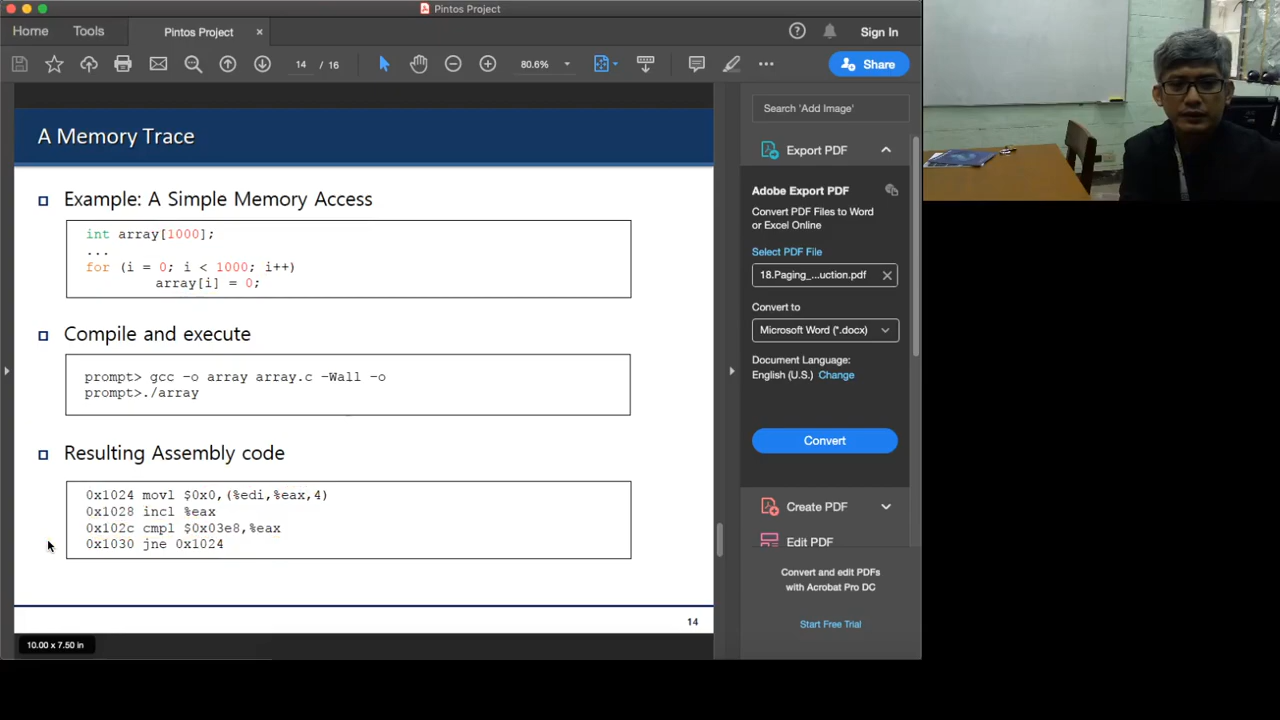 Pintos Project
Home
Tools
Pintos Project
×
Sign In
14 / 16
80.6%
Share
A Memory Trace
Example: A Simple Memory Access
int array[1000];
...
for (i = 0; i < 1000; i++)
array[i] = 0;
Compile and execute
prompt> gcc -o array array.c -Wall -o
prompt>./array
Resulting Assembly code
0x1024 movl $0x0,(%edi,%eax,4)
0x1028 incl %eax
0x102c cmpl $0x03e8,%eax
0x1030 jne 0x1024
14
10.00 x 7.50 in
Search 'Add Image'
Export PDF
Adobe Export PDF
Convert PDF Files to Word
or Excel Online
Select PDF File
18.Paging_...uction.pdf
Convert to
Microsoft Word (*.docx)
Document Language:
English (U.S.) Change
Convert
Create PDF
Edit PDF
Convert and edit PDFs
with Acrobat Pro DC
Start Free Trial